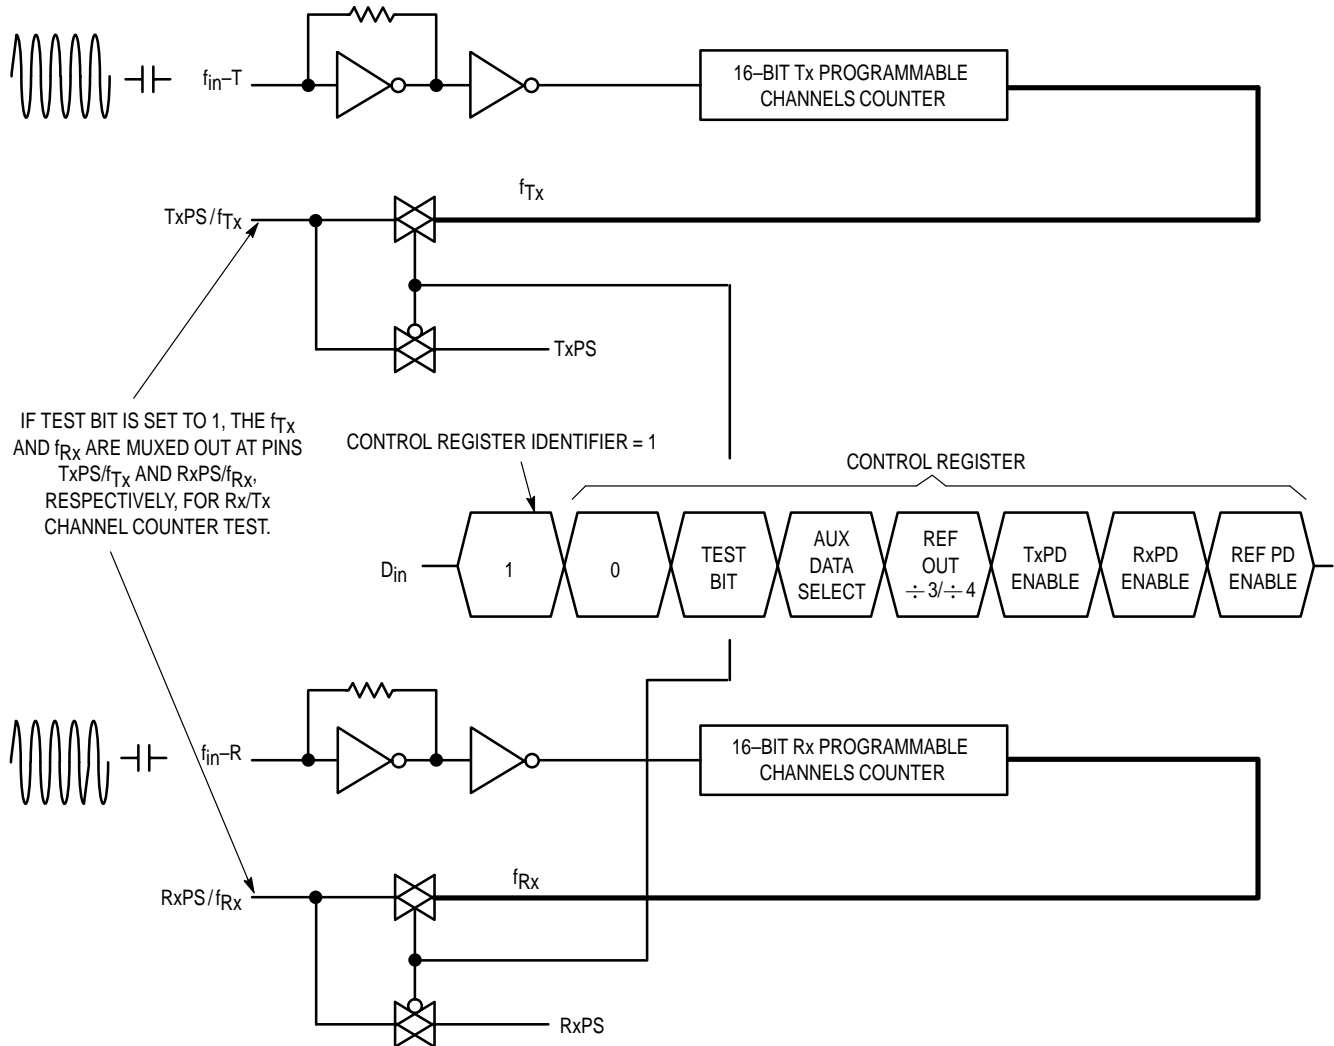 fin–T
16–BIT Tx PROGRAMMABLE
CHANNELS COUNTER
TxPS/fTx
fTx
TxPS
IF TEST BIT IS SET TO 1, THE fTx
AND fRx ARE MUXED OUT AT PINS
TxPS/fTx AND RxPS/fRx,
RESPECTIVELY, FOR Rx/Tx
CHANNEL COUNTER TEST.
CONTROL REGISTER IDENTIFIER = 1
CONTROL REGISTER
Din
1
0
TEST
BIT
AUX
DATA
SELECT
REF
OUT
÷3/÷4
TxPD
ENABLE
RxPD
ENABLE
REF PD
ENABLE
fin–R
16–BIT Rx PROGRAMMABLE
CHANNELS COUNTER
RxPS/fRx
fRx
RxPS